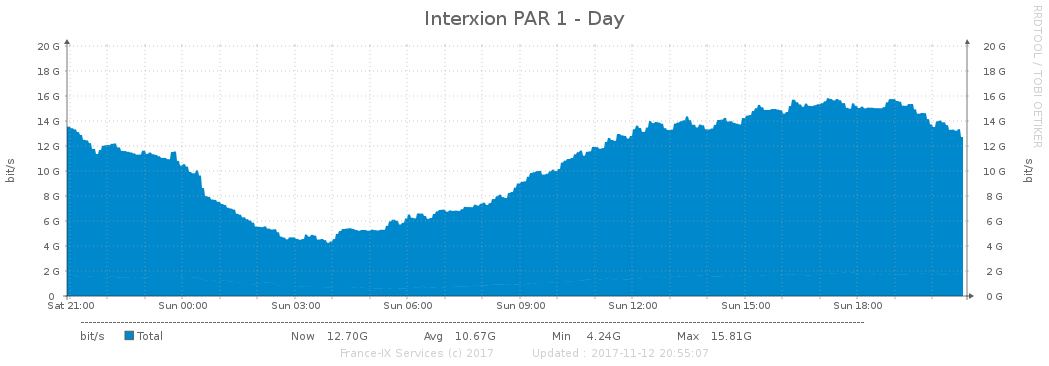 Interxion PAR 1 - Day
RRDTOOL / TOBI OETIKER
20 G 20 G
18 G 18 G
16 G 16 G
14 G 14 G
12 G 12 G
10 G 10 G
8 G 8 G
6 G 6 G
4 G 4 G
2 G 2 G
0 0 G
bit/s
bit/s
Sat 21:00 Sun 00:00 Sun 03:00 Sun 06:00 Sun 09:00 Sun 12:00 Sun 15:00 Sun 18:00
bit/s Total Now 12.70G Avg 10.67G Min 4.24G Max 15.81G
France-IX Services (c) 2017 Updated : 2017-11-12 20:55:07